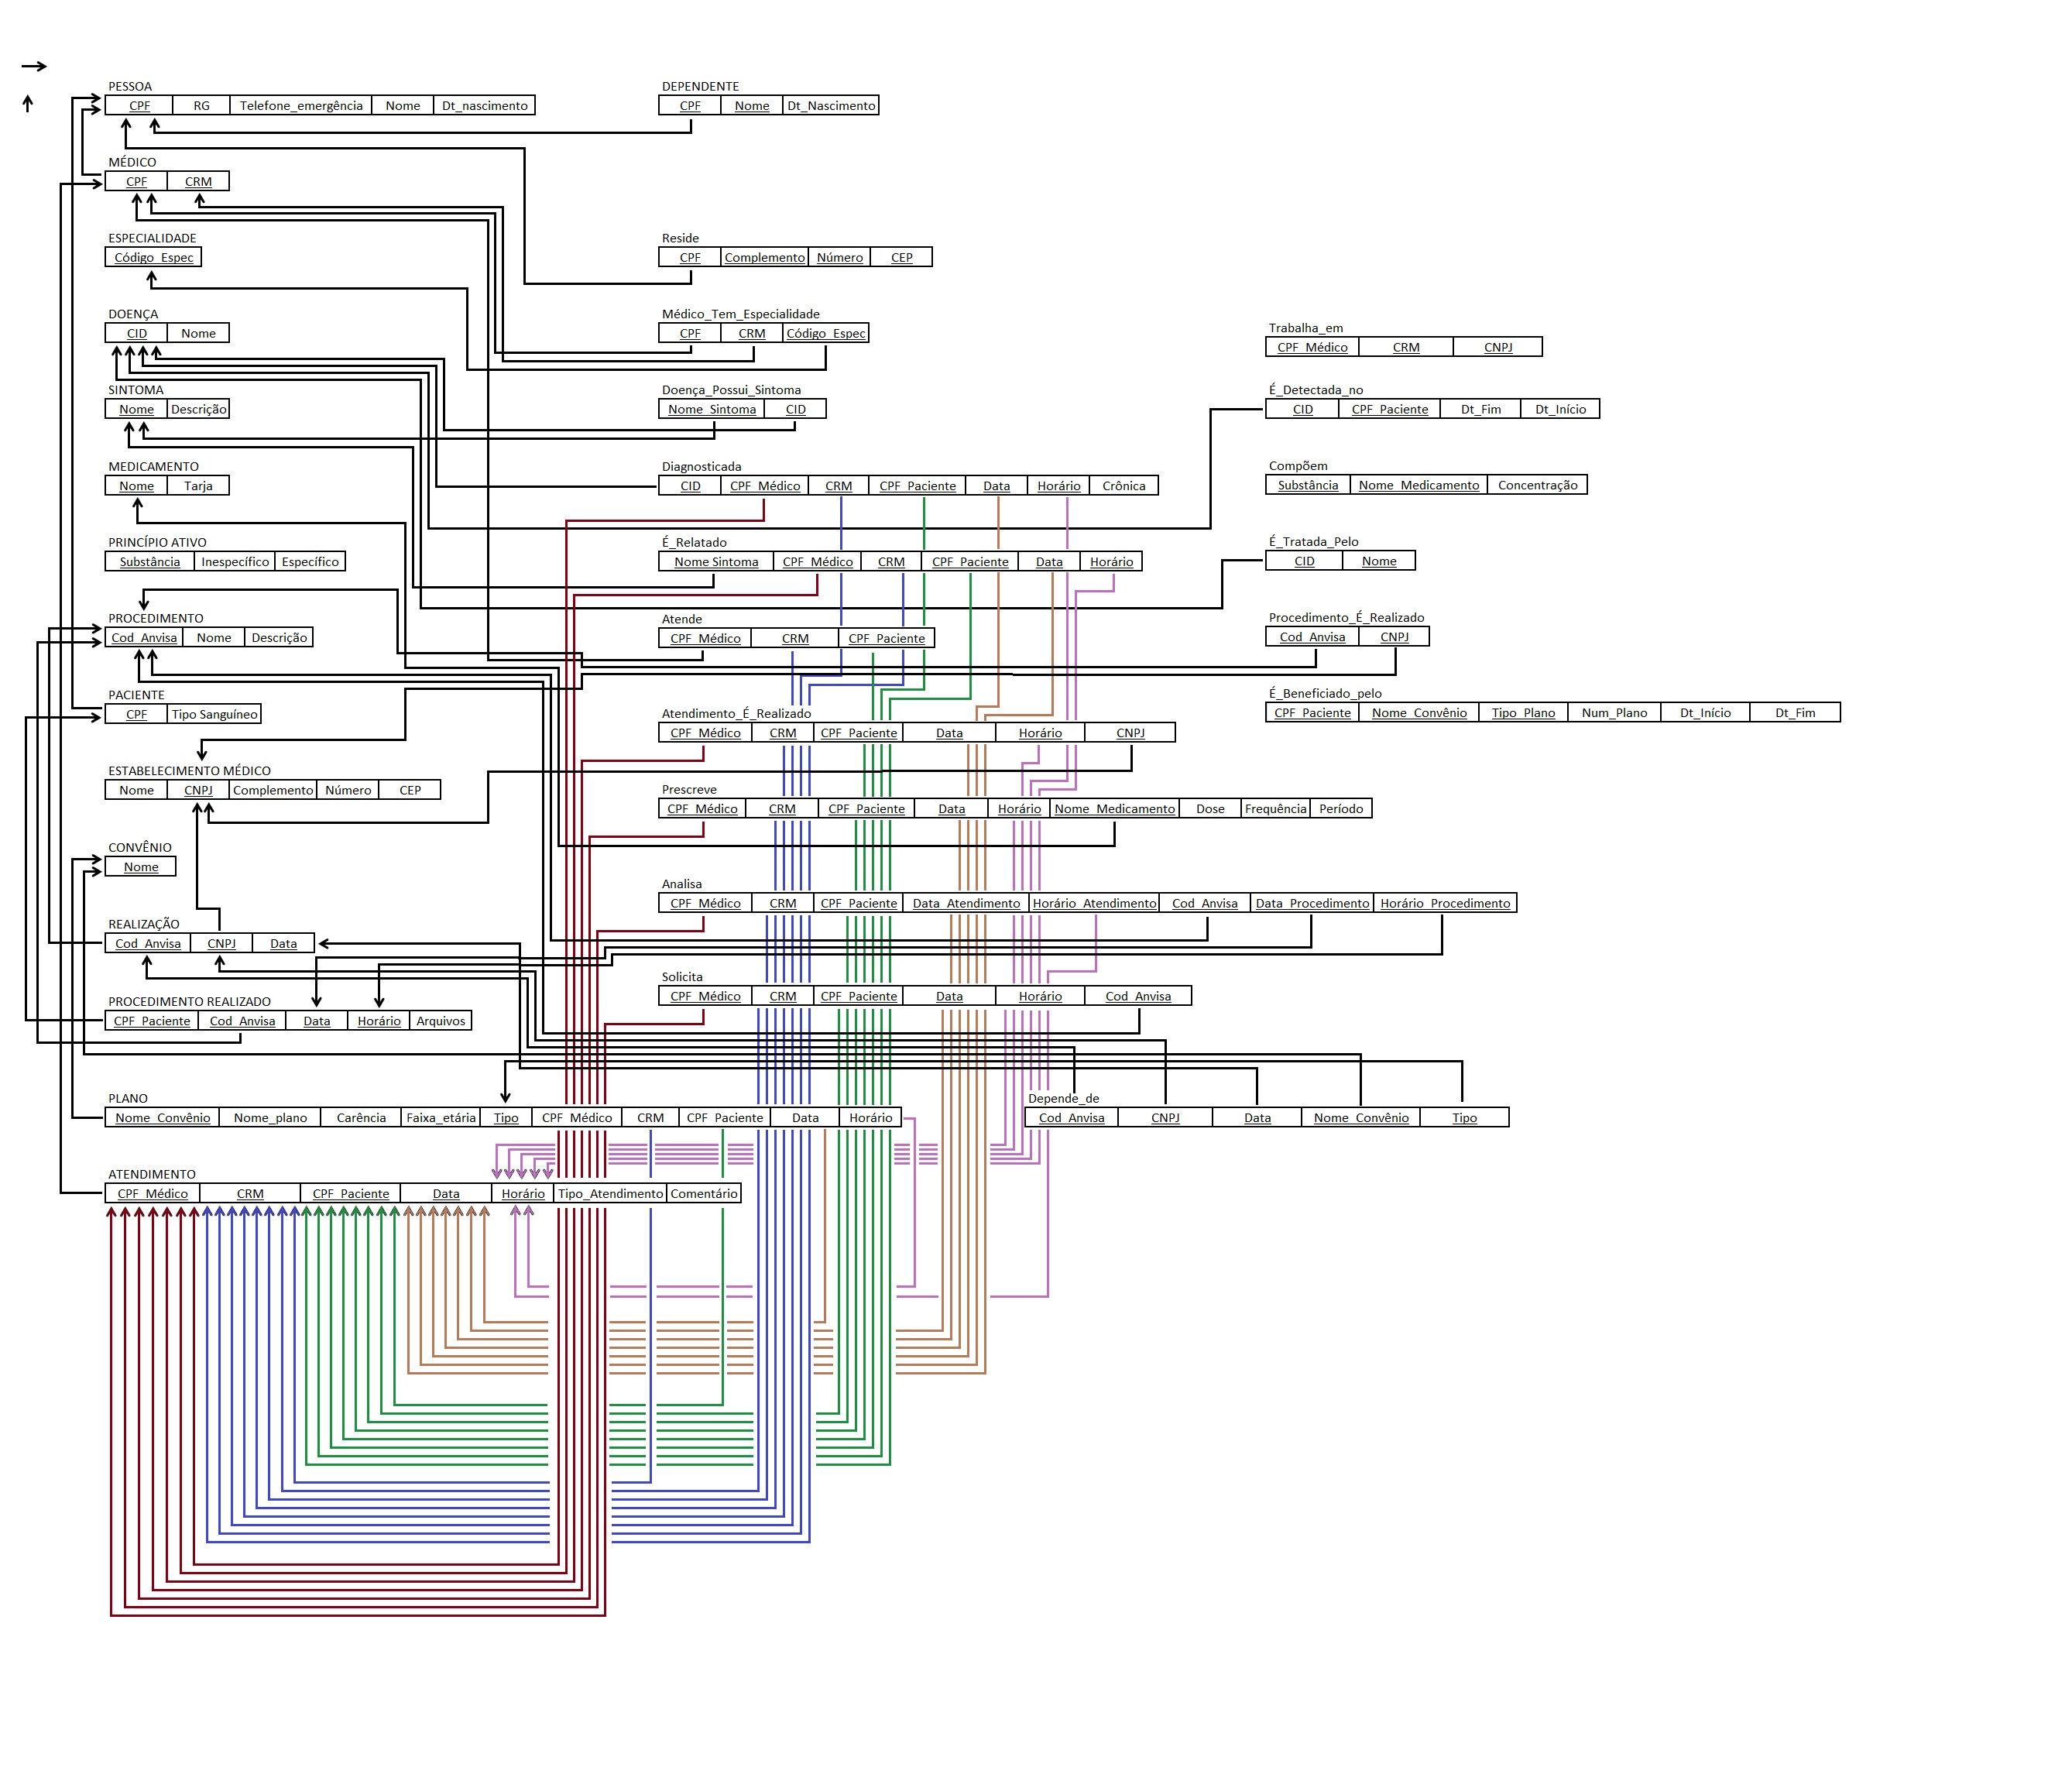 PESSOA
CPF RG Telefone_emergência Nome Dt_nascimento
DEPENDENTE
CPF Nome Dt_Nascimento
MÉDICO
CPF CRM
ESPECIALIDADE
Código_Espec
Reside
CPF Complemento Número CEP
DOENÇA
CID Nome
Médico_Tem_Especialidade
CPF CRM Código_Espec
Trabalha_em
CPF_Médico CRM CNPJ
SINTOMA
Nome Descrição
Doença_Possui_Sintoma
Nome_Sintoma CID
É_Detectada_no
CID CPF_Paciente Dt_Fim Dt_Início
MEDICAMENTO
Nome Tarja
Diagnosticada
CID CPF_Médico CRM CPF_Paciente Data Horário Crônica
Compõem
Substância Nome_Medicamento Concentração
PRINCÍPIO ATIVO
Substância Inespecífico Específico
É_Relatado
Nome Sintoma CPF_Médico CRM CPF_Paciente Data Horário
É_Tratada_Pelo
CID Nome
PROCEDIMENTO
Cod_Anvisa Nome Descrição
Atende
CPF_Médico CRM CPF_Paciente
Procedimento_É_Realizado
Cod_Anvisa CNPJ
PACIENTE
CPF Tipo Sanguíneo
Atendimento_É_Realizado
CPF_Médico CRM CPF_Paciente Data Horário CNPJ
É_Beneficiado_pelo
CPF_Paciente Nome_Convênio Tipo_Plano Num_Plano Dt_Início Dt_Fim
ESTABELECIMENTO MÉDICO
Nome CNPJ Complemento Número CEP
Prescreve
CPF_Médico CRM CPF_Paciente Data Horário Nome_Medicamento Dose Frequência Período
CONVÊNIO
Nome
Analisa
CPF_Médico CRM CPF_Paciente Data_Atendimento Horário_Atendimento Cod_Anvisa Data_Procedimento Horário_Procedimento
REALIZAÇÃO
Cod_Anvisa CNPJ Data
Solicita
CPF_Médico CRM CPF_Paciente Data Horário Cod_Anvisa
PROCEDIMENTO REALIZADO
CPF_Paciente Cod_Anvisa Data Horário Arquivos
PLANO
Nome_Convênio Nome_plano Carência Faixa_etária Tipo CPF_Médico CRM CPF_Paciente Data Horário
Depende_de
Cod_Anvisa CNPJ Data Nome_Convênio Tipo
ATENDIMENTO
CPF_Médico CRM CPF_Paciente Data Horário Tipo_Atendimento Comentário